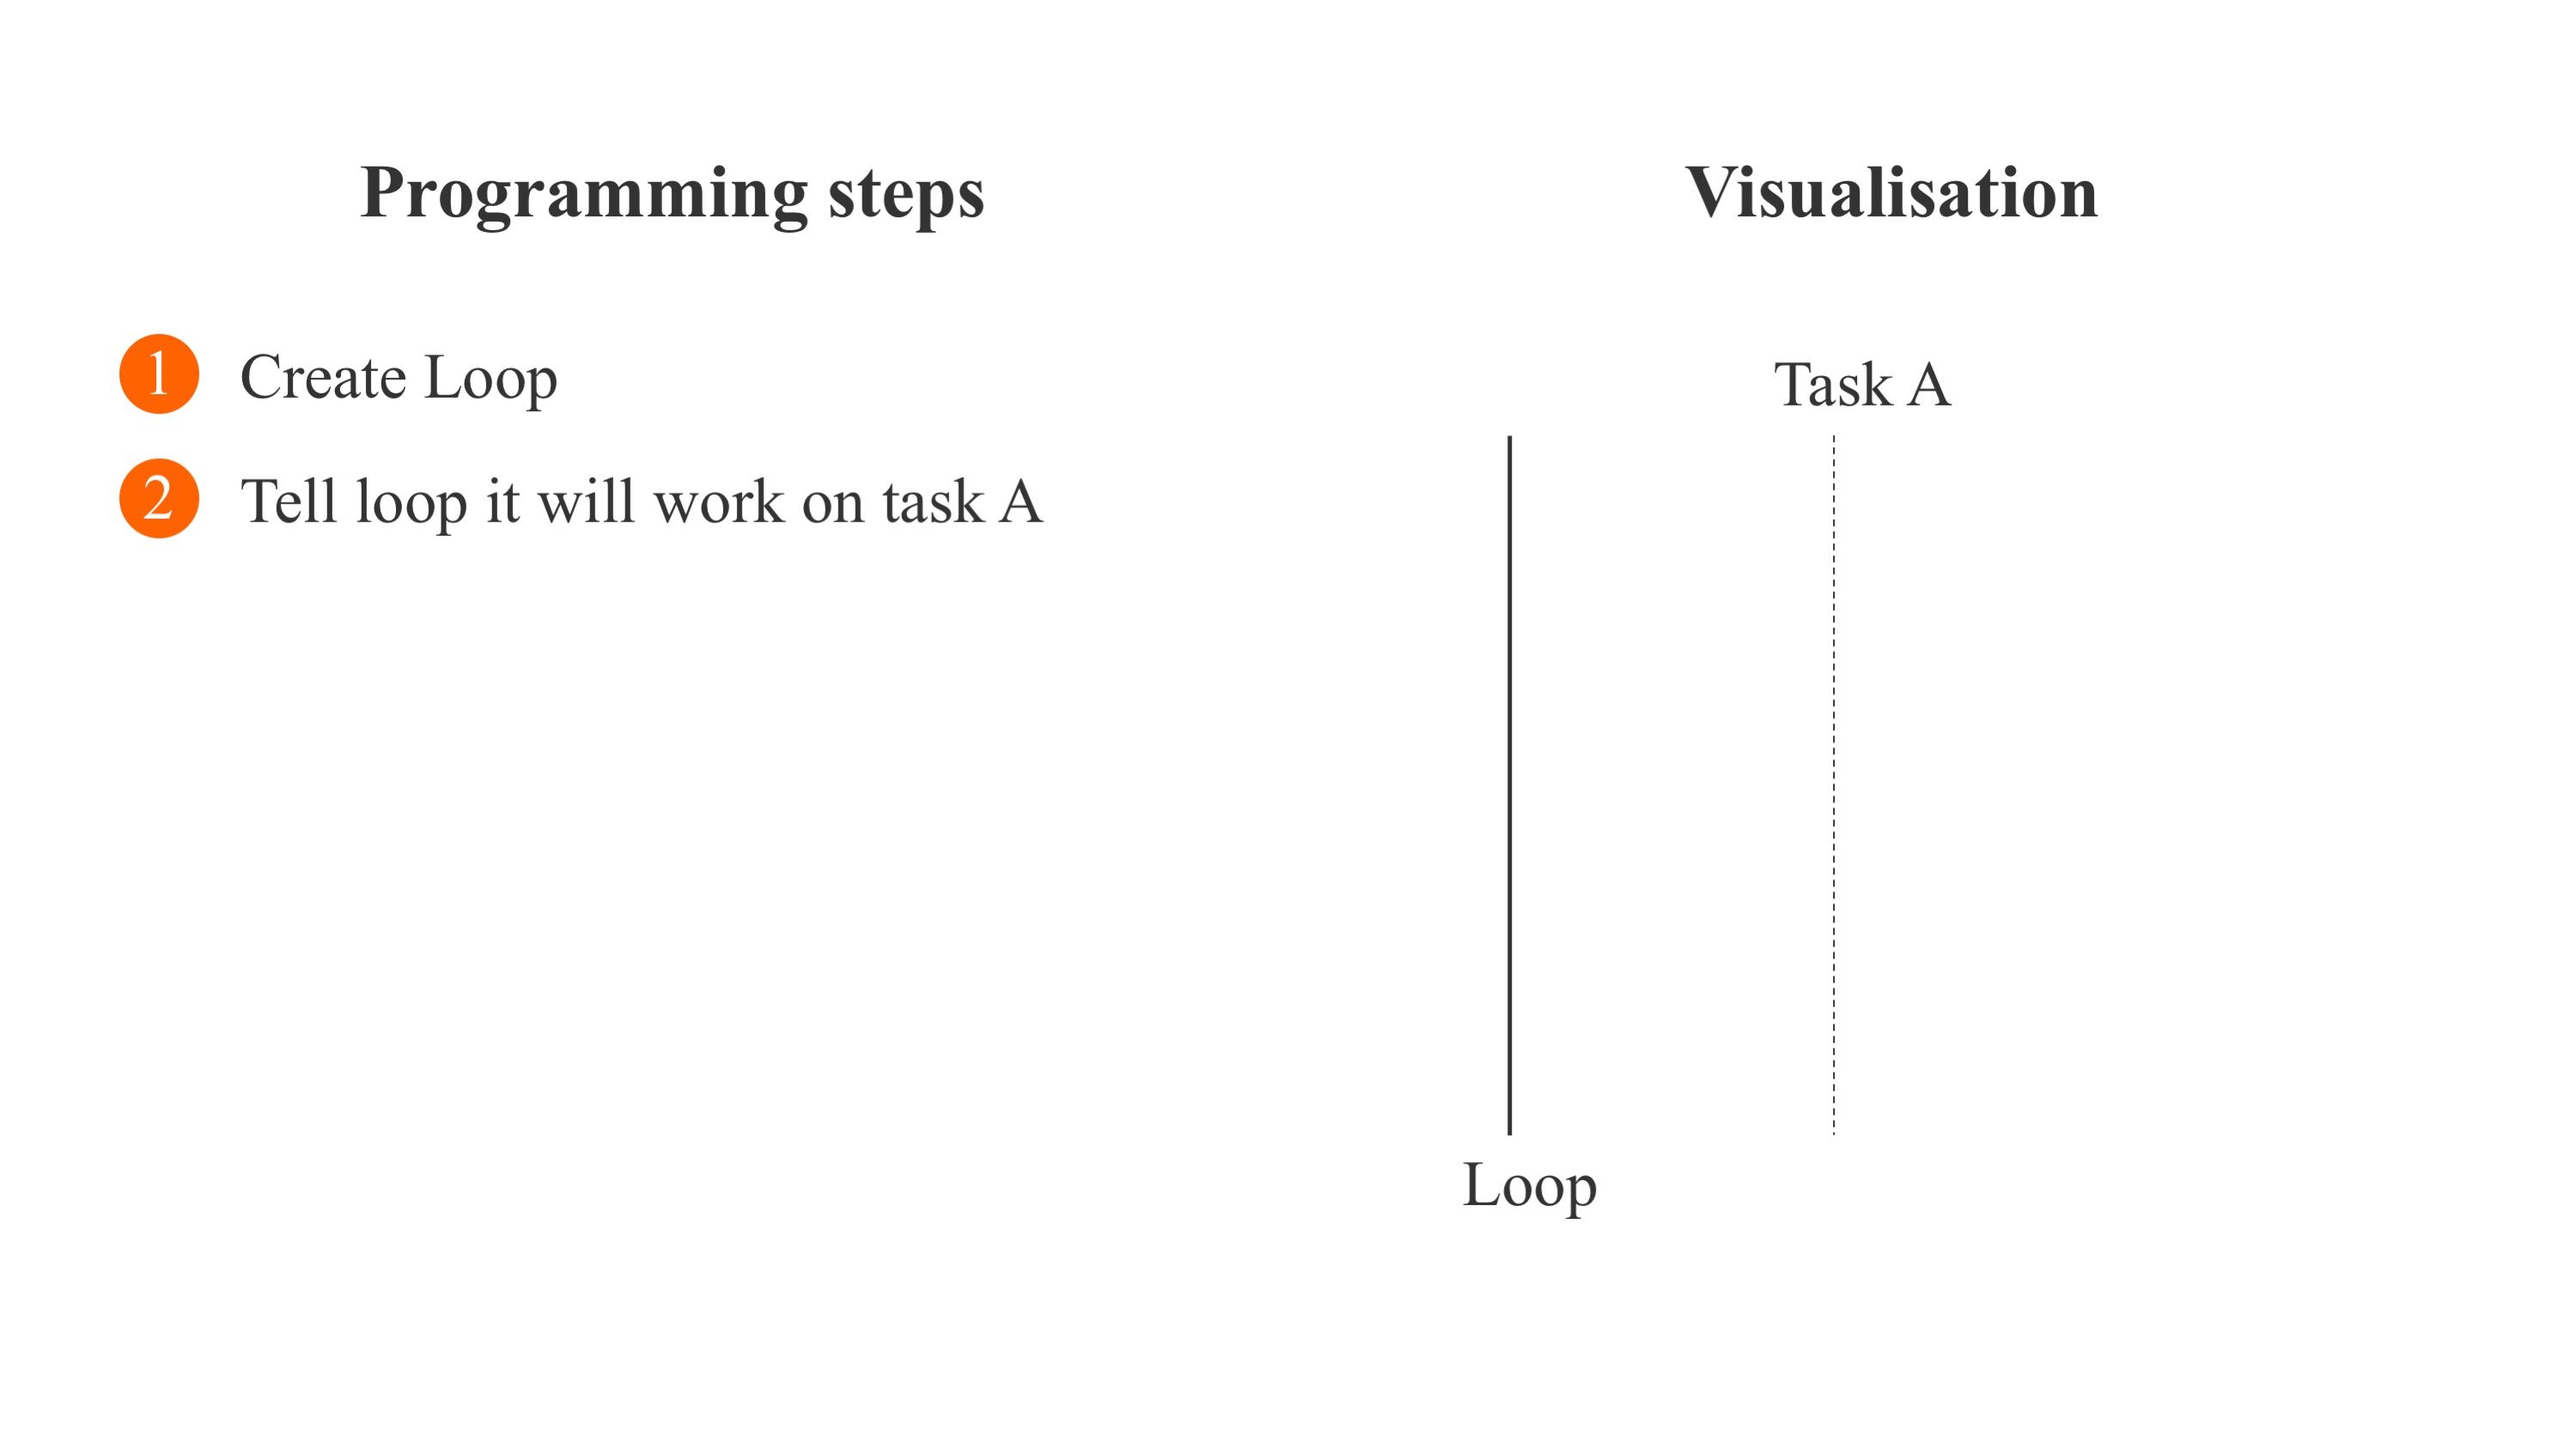 Programming steps
Visualisation
1 Create Loop
2 Tell loop it will work on task A
Task A
Loop